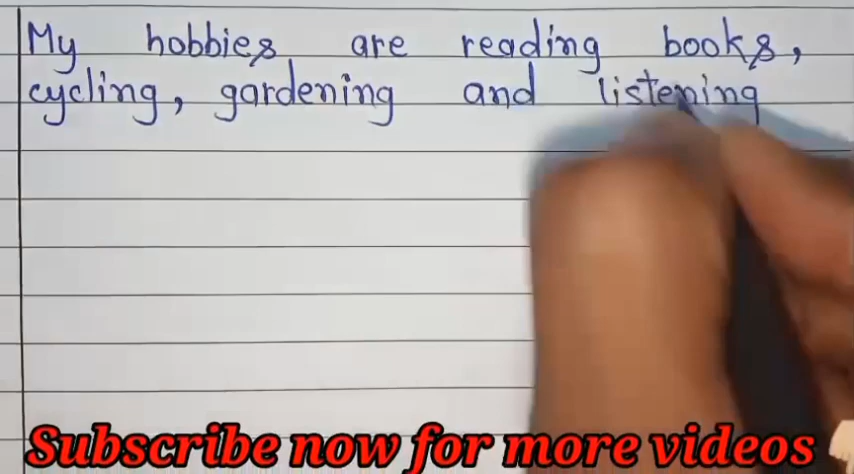 My hobbies are reading books,
cycling, gardening and listening
Subscribe now for more videos